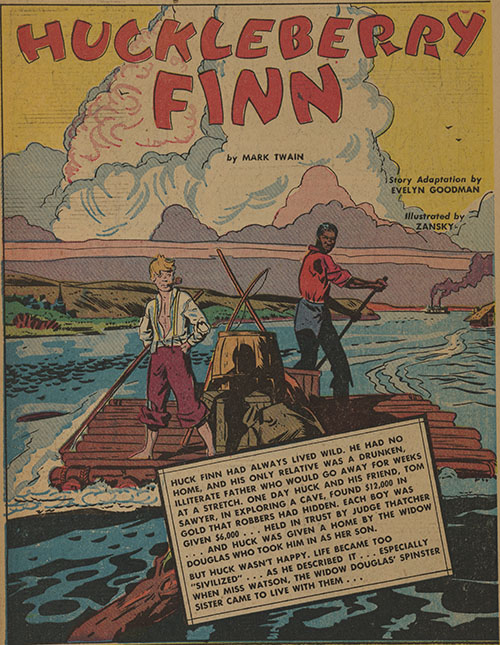 HUCKLEBERRY
FINN
by MARK TWAIN
Story Adaptation by
EVELYN GOODMAN
Illustrated by
ZANSKY
HUCK FINN HAD ALWAYS LIVED WILD. HE HAD NO
HOME, AND HIS ONLY RELATIVE WAS A DRUNKEN,
ILLITERATE FATHER WHO WOULD GO AWAY FOR WEEKS
AT A STRETCH. ONE DAY HUCK AND HIS FRIEND, TOM
SAWYER, IN EXPLORING A CAVE, FOUND $12,000 IN
GOLD THAT ROBBERS HAD HIDDEN. EACH BOY WAS
GIVEN $6,000 . . . HELD IN TRUST BY JUDGE THATCHER
. . . AND HUCK WAS GIVEN A HOME BY THE WIDOW
DOUGLAS WHO TOOK HIM IN AS HER SON.
BUT HUCK WASN'T HAPPY. LIFE BECAME TOO
"SIVILIZED" . . . AS HE DESCRIBED IT . . . ESPECIALLY
WHEN MISS WATSON, THE WIDOW DOUGLAS' SPINSTER
SISTER CAME TO LIVE WITH THEM . . .